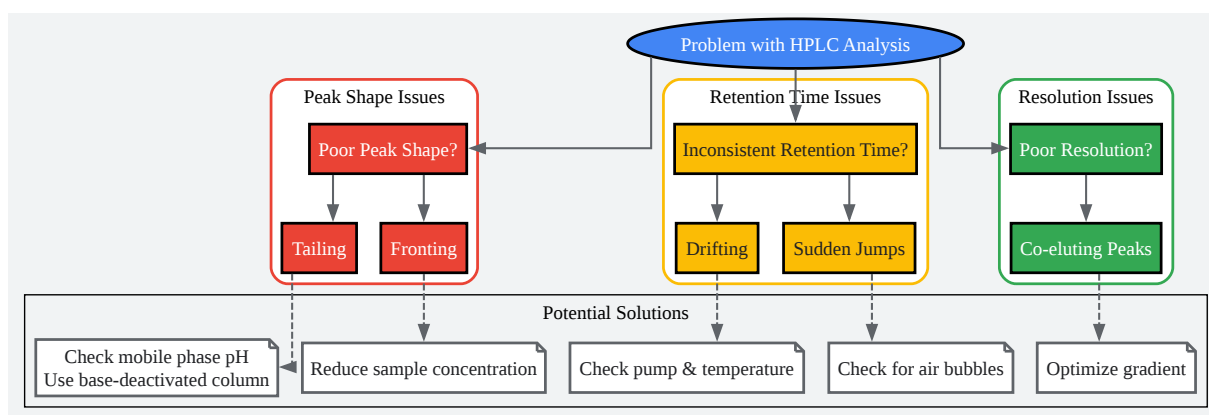 Problem with HPLC Analysis
Peak Shape Issues
Retention Time Issues
Resolution Issues
Poor Peak Shape?
Inconsistent Retention Time?
Poor Resolution?
Tailing
Fronting
Drifting
Sudden Jumps
Co-eluting Peaks
Potential Solutions
Check mobile phase pH
Use base-deactivated column
Reduce sample concentration
Check pump & temperature
Check for air bubbles
Optimize gradient